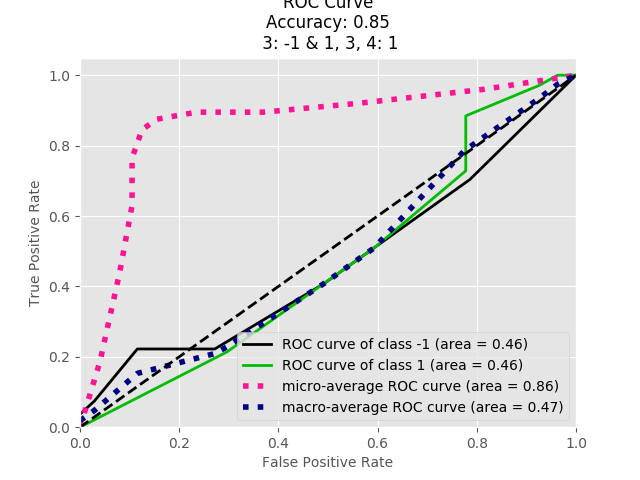 ROC Curve
Accuracy: 0.85
3: -1 & 1, 3, 4: 1
True Positive Rate
1.0
0.8
0.6
0.4
0.2
0.0
ROC curve of class -1 (area = 0.46)
ROC curve of class 1 (area = 0.46)
micro-average ROC curve (area = 0.86)
macro-average ROC curve (area = 0.47)
0.0 0.2 0.4 0.6 0.8 1.0
False Positive Rate